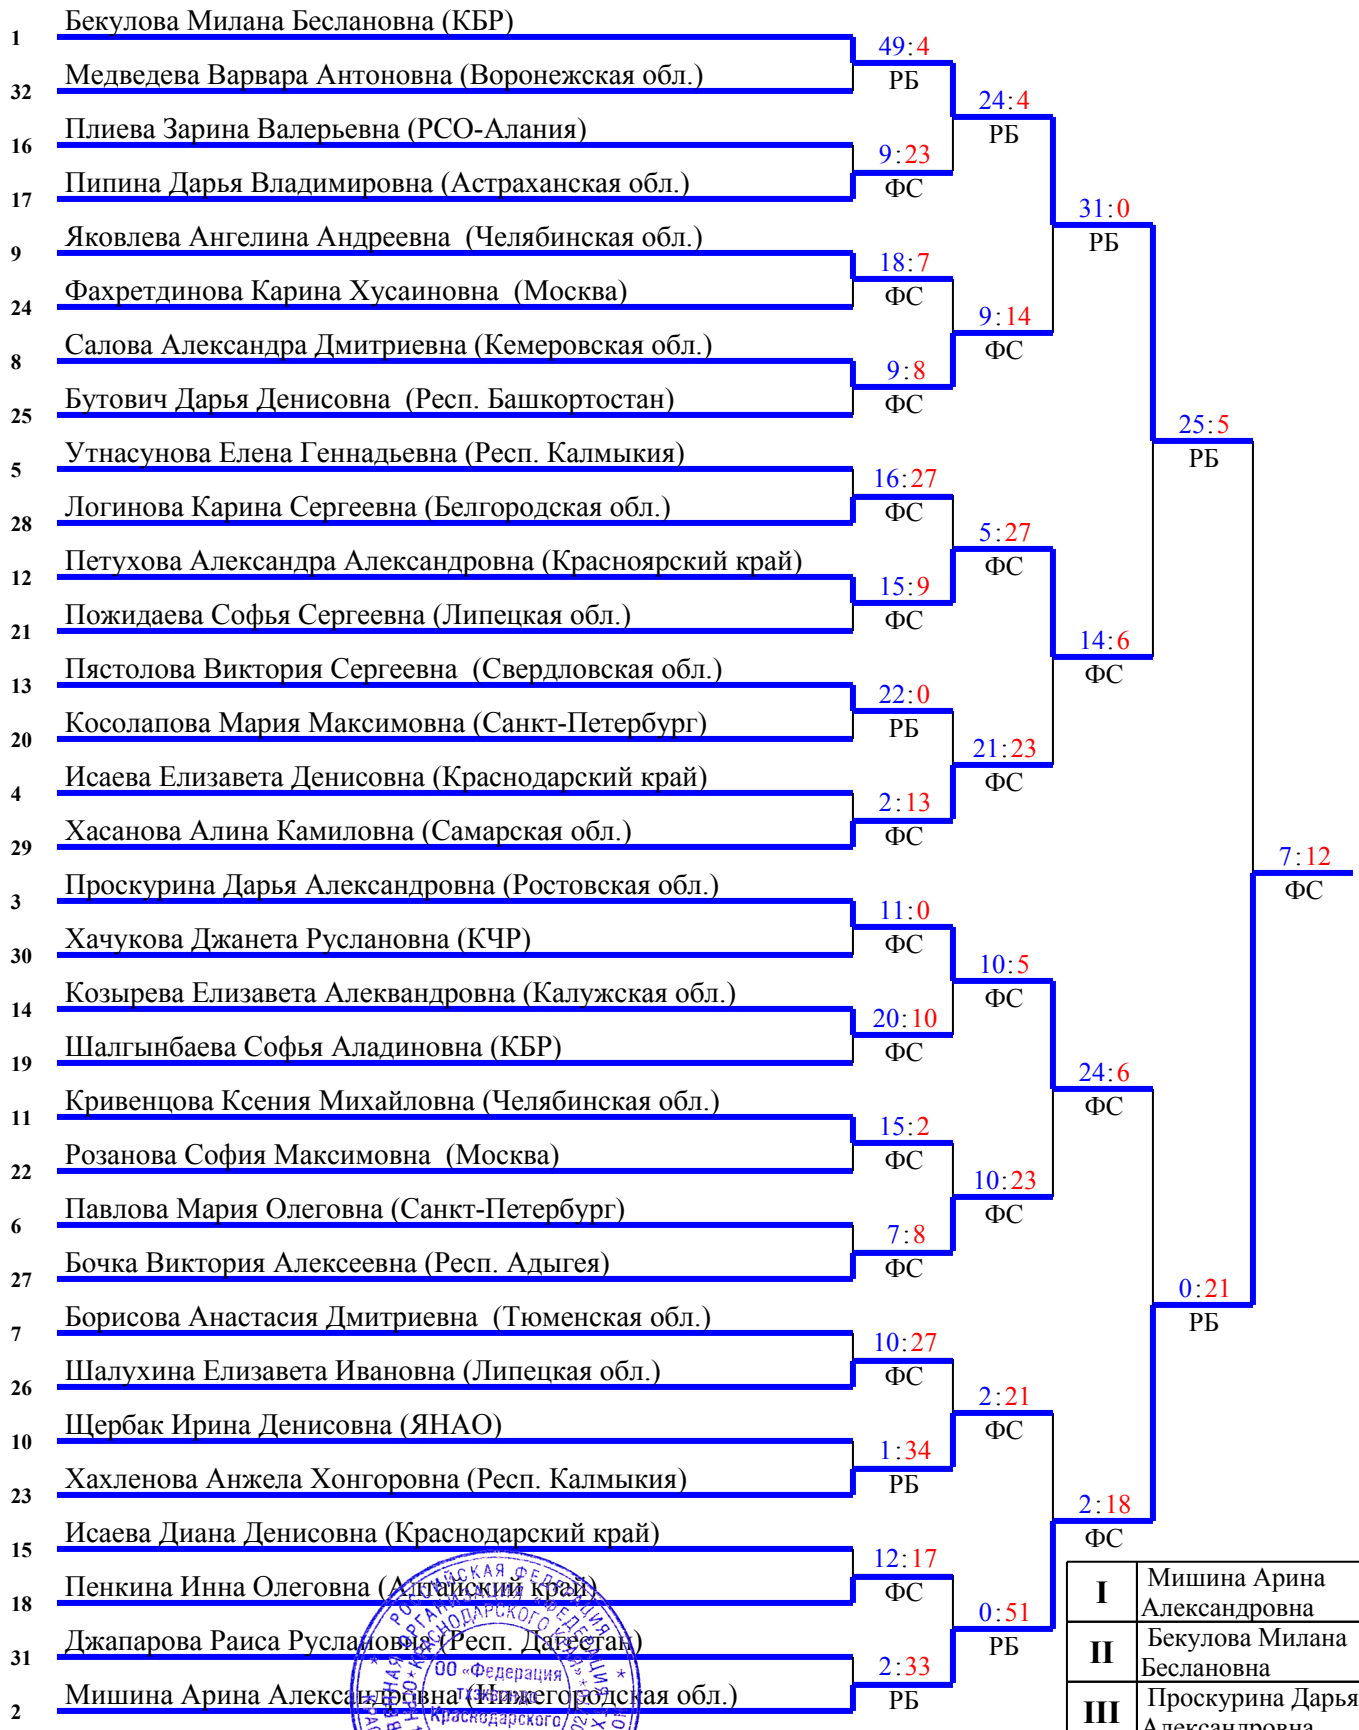 1 Бекулова Милана Беслановна (КБР)
49:4
РБ
32 Медведева Варвара Антоновна (Воронежская обл.)
24:4
РБ
16 Плиева Зарина Валерьевна (РСО-Алания)
9:23
ФС
17 Пипина Дарья Владимировна (Астраханская обл.)
31:0
РБ
9 Яковлева Ангелина Андреевна (Челябинская обл.)
18:7
ФС
24 Фахретдинова Карина Хусаиновна (Москва)
9:14
ФС
8 Салова Александра Дмитриевна (Кемеровская обл.)
9:8
ФС
25 Бутович Дарья Денисовна (Респ. Башкортостан)
25:5
РБ
5 Утнасунова Елена Геннадьевна (Респ. Калмыкия)
16:27
ФС
28 Логинова Карина Сергеевна (Белгородская обл.)
5:27
ФС
12 Петухова Александра Александровна (Красноярский край)
15:9
ФС
21 Пожидаева Софья Сергеевна (Липецкая обл.)
14:6
ФС
13 Пястолова Виктория Сергеевна (Свердловская обл.)
22:0
РБ
20 Косолапова Мария Максимовна (Санкт-Петербург)
21:23
ФС
4 Исаева Елизавета Денисовна (Краснодарский край)
2:13
ФС
29 Хасанова Алина Камиловна (Самарская обл.)
7:12
ФС
3 Проскурина Дарья Александровна (Ростовская обл.)
11:0
ФС
30 Хачукова Джанета Руслановна (КЧР)
10:5
ФС
14 Козырева Елизавета Алеквандровна (Калужская обл.)
20:10
ФС
19 Шалгынбаева Софья Аладиновна (КБР)
24:6
ФС
11 Кривенцова Ксения Михайловна (Челябинская обл.)
15:2
ФС
22 Розанова София Максимовна (Москва)
10:23
ФС
6 Павлова Мария Олеговна (Санкт-Петербург)
7:8
ФС
27 Бочка Виктория Алексеевна (Респ. Адыгея)
0:21
РБ
7 Борисова Анастасия Дмитриевна (Тюменская обл.)
10:27
ФС
26 Шалухина Елизавета Ивановна (Липецкая обл.)
2:21
ФС
10 Щербак Ирина Денисовна (ЯНАО)
1:34
РБ
23 Хахленова Анжела Хонгоровна (Респ. Калмыкия)
2:18
ФС
15 Исаева Диана Денисовна (Краснодарский край)
12:17
ФС
18 Пенкина Инна Олеговна (Алтайский край)
0:51
РБ
31 Джапарова Раиса Руслановна (Респ. Дагестан)
2:33
РБ
2 Мишина Арина Александровна (Нижегородская обл.)
I Мишина Арина
Александровна
II Бекулова Милана
Беслановна
III Проскурина Дарья
Александровна
РОССИЙСКАЯ ФЕДЕРАЦИЯ
ОО «Федерация
тхэквондо
Краснодарского